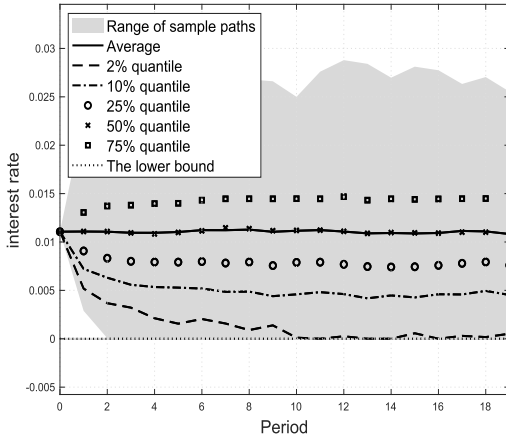 Range of sample paths
Average
2% quantile
10% quantile
25% quantile
50% quantile
75% quantile
The lower bound
0.03
0.025
0.02
0.015
0.01
0.005
0
-0.005
interest rate
0 2 4 6 8 10 12 14 16 18
Period